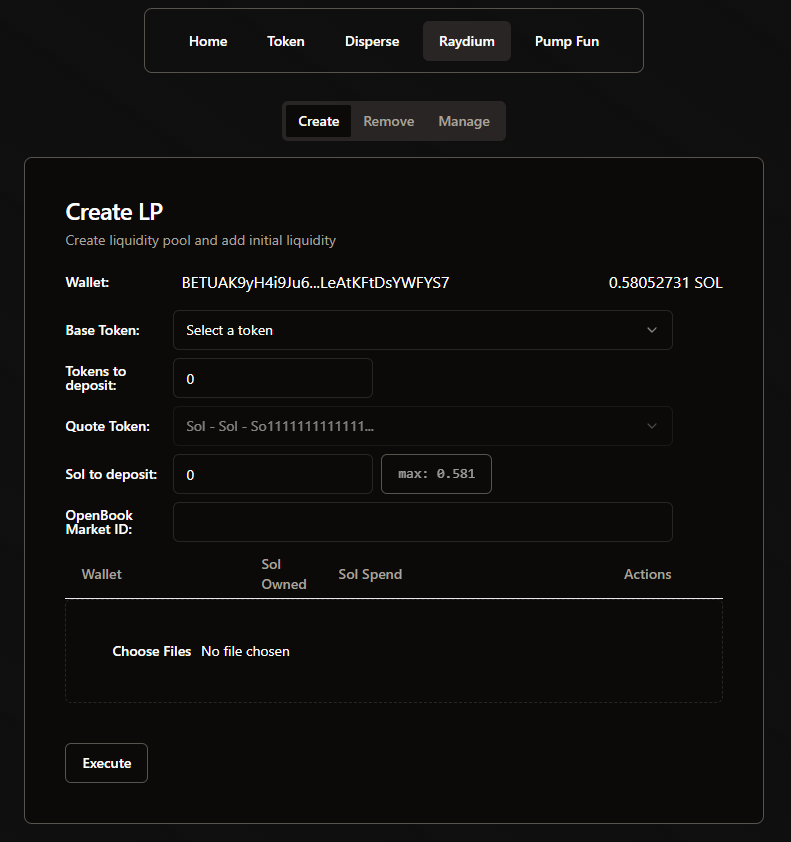 Home Token Disperse Raydium Pump Fun
Create Remove Manage
Create LP
Create liquidity pool and add initial liquidity
Wallet: BETUAK9yH4i9Ju6...LeAtKFtDsYWFYS7 0.58052731 SOL
Base Token: Select a token
Tokens to
deposit: 0
Quote Token: Sol - Sol - So1111111111111...
Sol to deposit: 0 max: 0.581
OpenBook
Market ID:
Wallet Sol
Owned Sol Spend Actions
Choose Files No file chosen
Execute